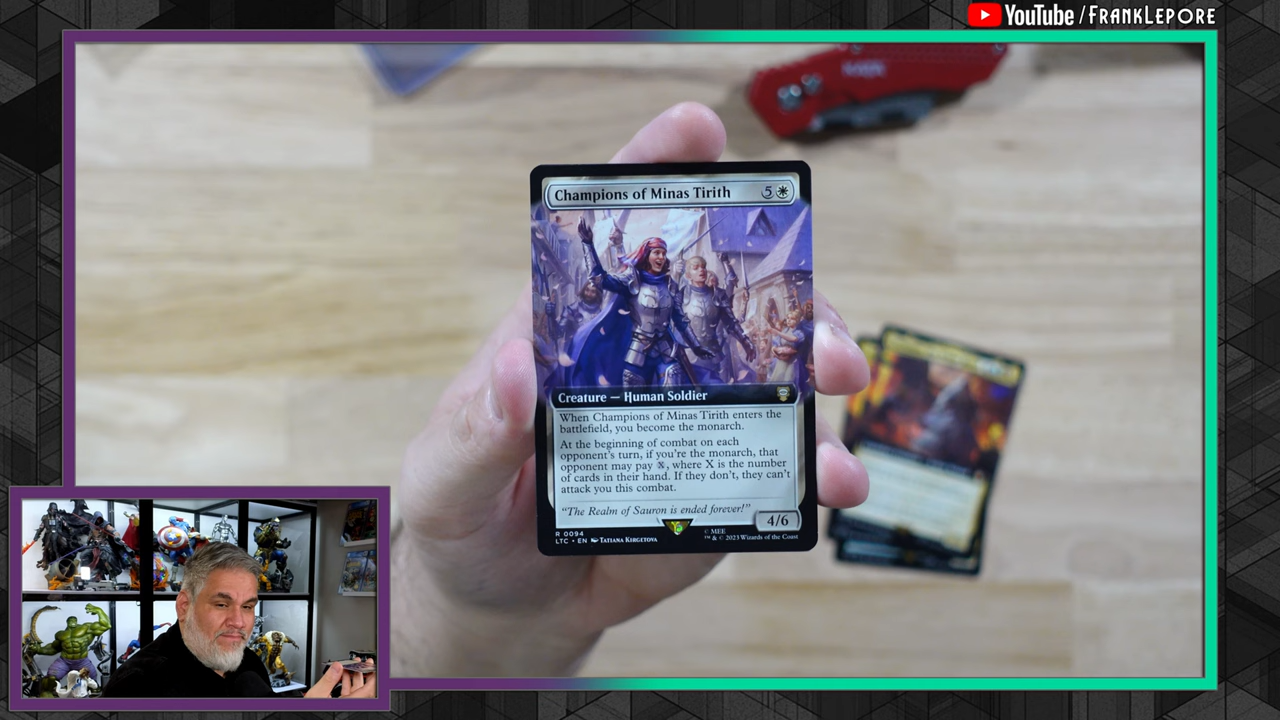 YouTube /FrankLepore
Champions of Minas Tirith 5
Creature — Human Soldier
When Champions of Minas Tirith enters the
battlefield, you become the monarch.
At the beginning of combat on each
opponent's turn, if you're the monarch, that
opponent may pay X, where X is the number
of cards in their hand. If they don't, they can't
attack you this combat.
"The Realm of Sauron is ended forever!"
4/6
R 0094
LTC • EN Tatiana Kirgetova
© MEE
™ & © 2023 Wizards of the Coast